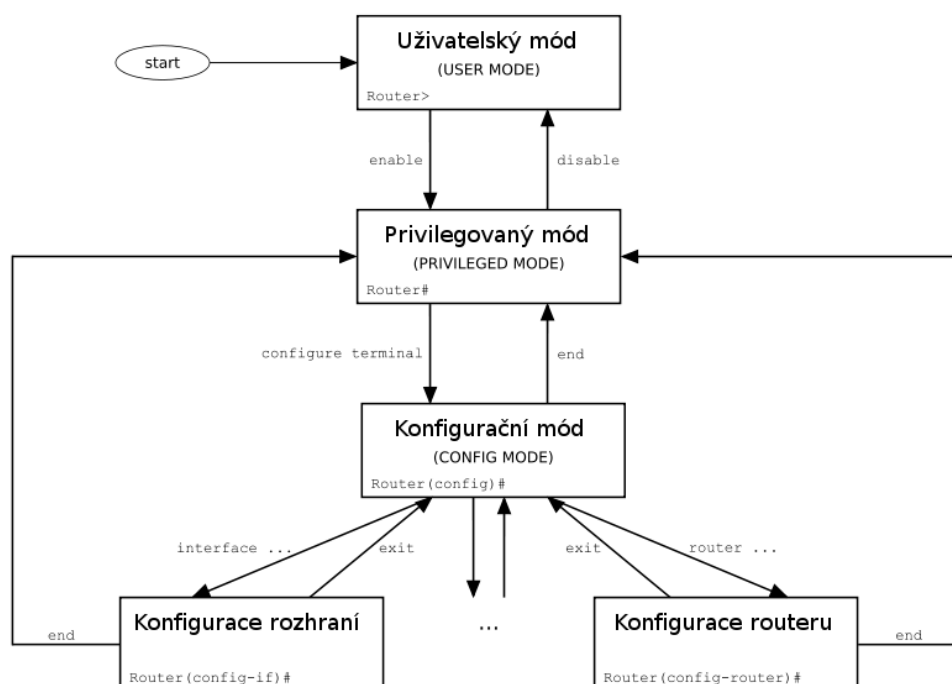 Uživatelský mód
(USER MODE)
start
Router>
enable
disable
Privilegovaný mód
(PRIVILEGED MODE)
Router#
configure terminal
end
Konfigurační mód
(CONFIG MODE)
Router(config)#
interface ...
exit
exit
router ...
Konfigurace rozhraní
...
Konfigurace routeru
end
end
Router(config-if)#
Router(config-router)#